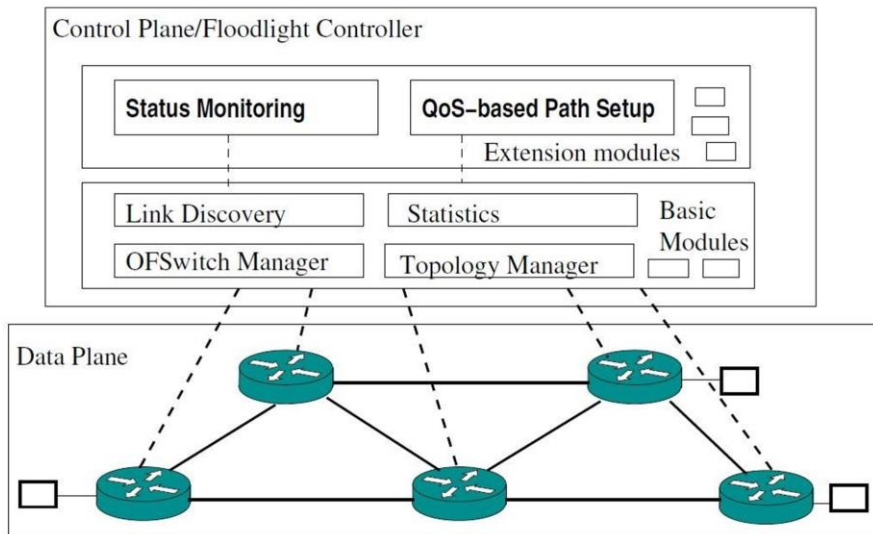 Control Plane/Floodlight Controller
Status Monitoring
QoS-based Path Setup
Extension modules
Link Discovery
Statistics
Basic
Modules
OFSwitch Manager
Topology Manager
Data Plane